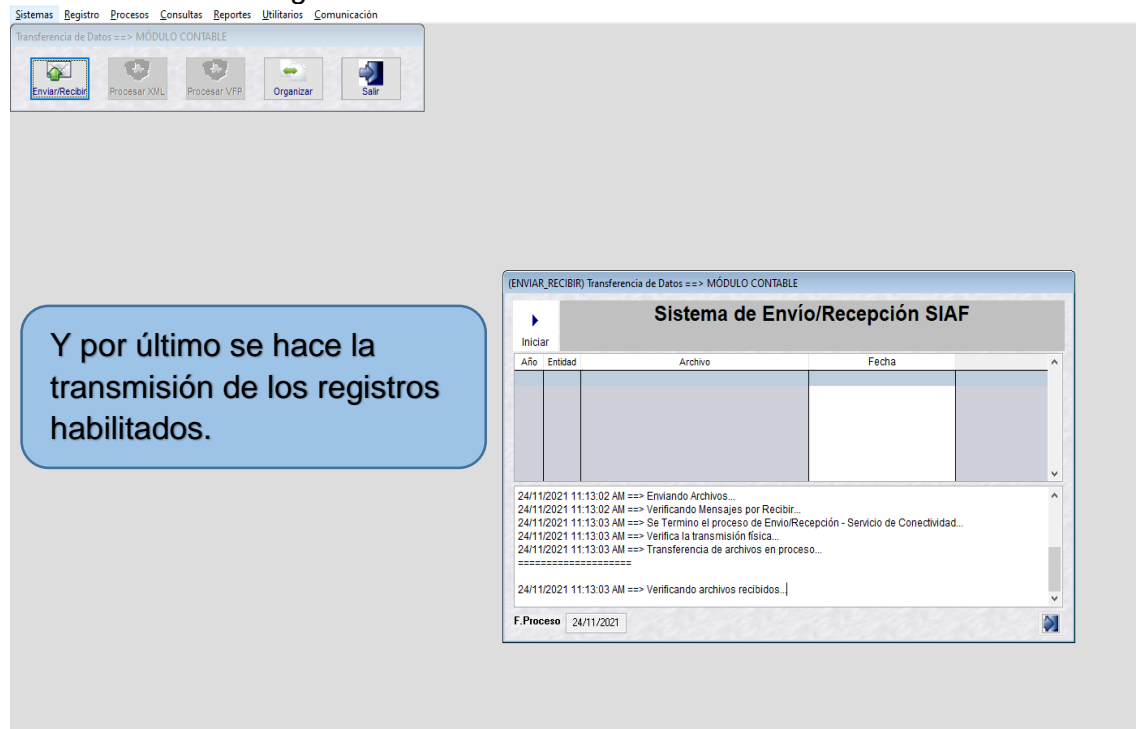 Sistemas Registro Procesos Consultas Reportes Utilitarios Comunicación
Transferencia de Datos ==> MÓDULO CONTABLE
Enviar/Recibir Procesar XML Procesar VFP Organizar Salir
(ENVIAR_RECIBIR) Transferencia de Datos ==> MÓDULO CONTABLE
Sistema de Envío/Recepción SIAF
Iniciar
Año Entidad Archivo Fecha
Y por último se hace la
transmisión de los registros
habilitados.
24/11/2021 11:13:02 AM ==> Enviando Archivos...
24/11/2021 11:13:02 AM ==> Verificando Mensajes por Recibir...
24/11/2021 11:13:03 AM ==> Se Termino el proceso de Envio/Recepción - Servicio de Conectividad...
24/11/2021 11:13:03 AM ==> Verifica la transmisión física...
24/11/2021 11:13:03 AM ==> Transferencia de archivos en proceso...
====================
24/11/2021 11:13:03 AM ==> Verificando archivos recibidos...
F.Proceso 24/11/2021